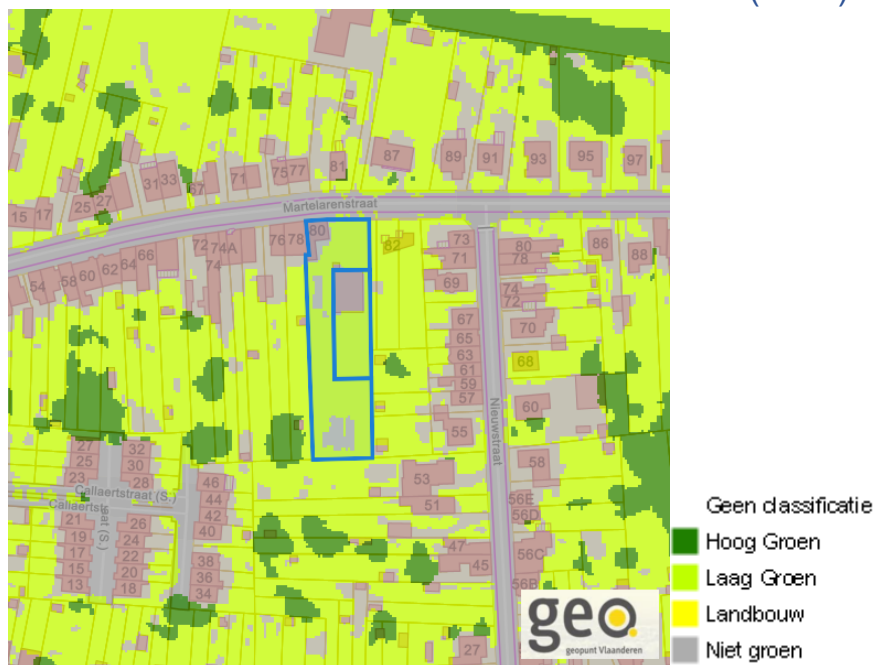 15 17 25 27 31 33 67 71 75 77 81 87 89 91 93 95 97
Martelarenstraat
54 58 60 62 64 66 72 74A 74 76 78 80 82 73 71 80 78 86 88
69 74 72
67 70
65
63 68
61
59
57 60
55
27 32 58
25 30
23 28 46 53
Callaertstraat (S.) 44 51 56E
Callaertstraat (S.)
21 26 42 56D
19 24 40
17 22 38 47 45 56C
15 20 36
13 18 34 56B
27
Nieuwstraat
geo
geopunt Vlaanderen
Geen classificatie
Hoog Groen
Laag Groen
Landbouw
Niet groen